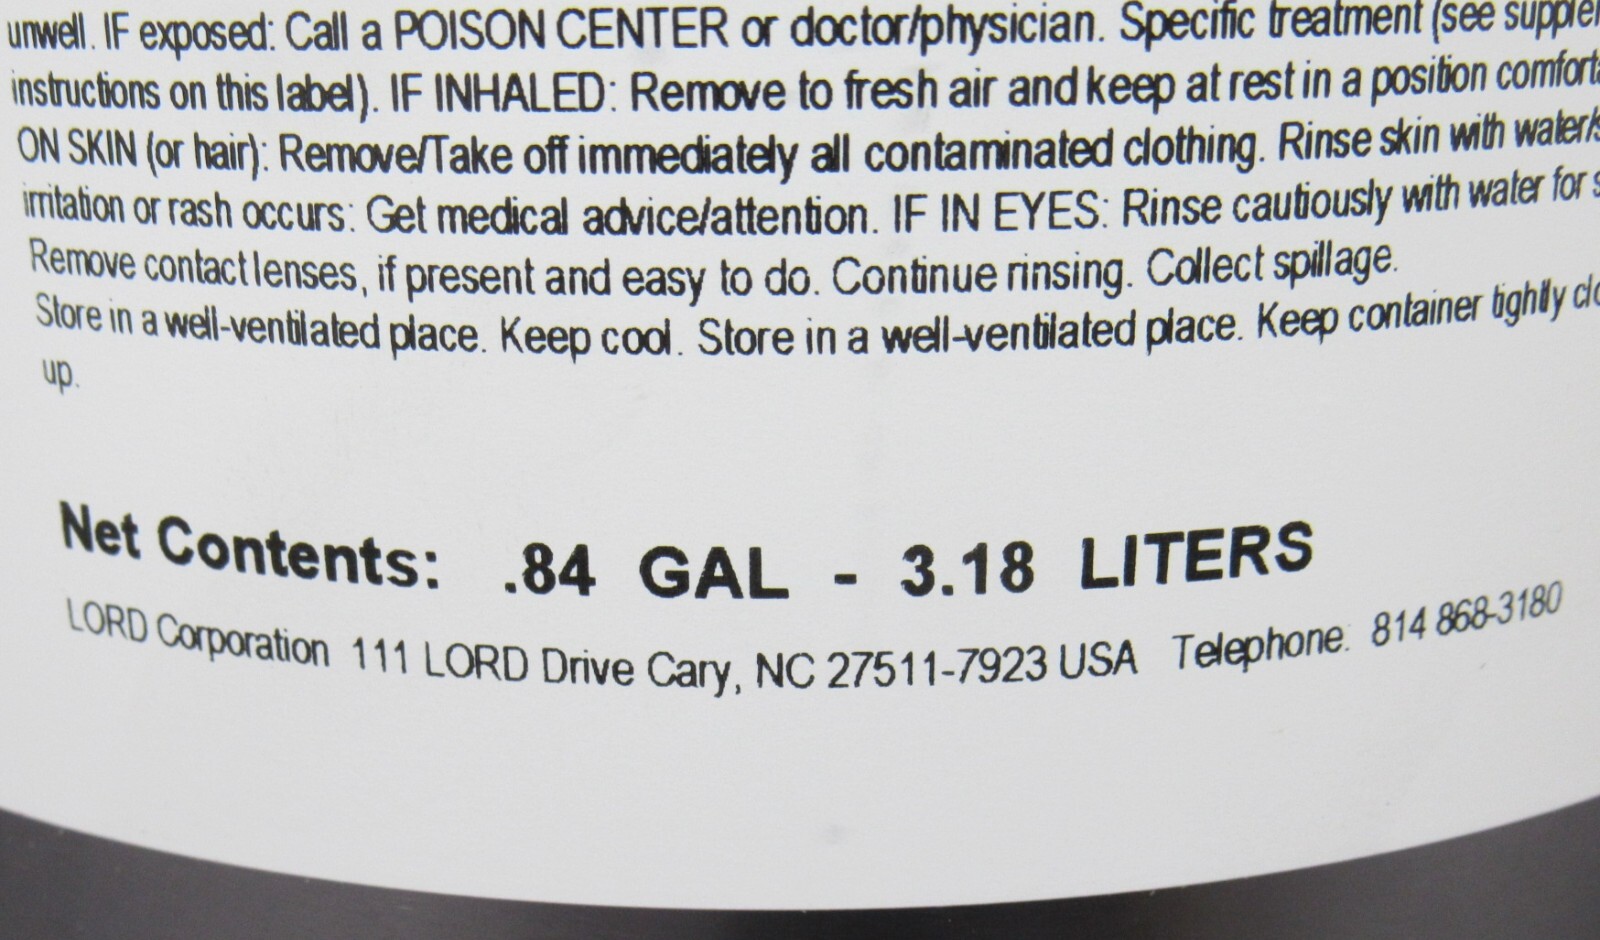 unwell. IF exposed: Call a POISON CENTER or doctor/physician. Specific treatment (see
instructions on this label). IF INHALED: Remove to fresh air and keep at rest in a position
ON SKIN (or hair): Remove/Take off immediately all contaminated clothing. Rinse skin with
irritation or rash occurs: Get medical advice/attention. IF IN EYES: Rinse cautiously with water for
Remove contact lenses, if present and easy to do. Continue rinsing. Collect spillage.
Store in a well-ventilated place. Keep cool. Store in a well-ventilated place. Keep container tightly
up.
Net Contents: .84 GAL - 3.18 LITERS
LORD Corporation 111 LORD Drive Cary, NC 27511-7923 USA Telephone: 814 868-3180